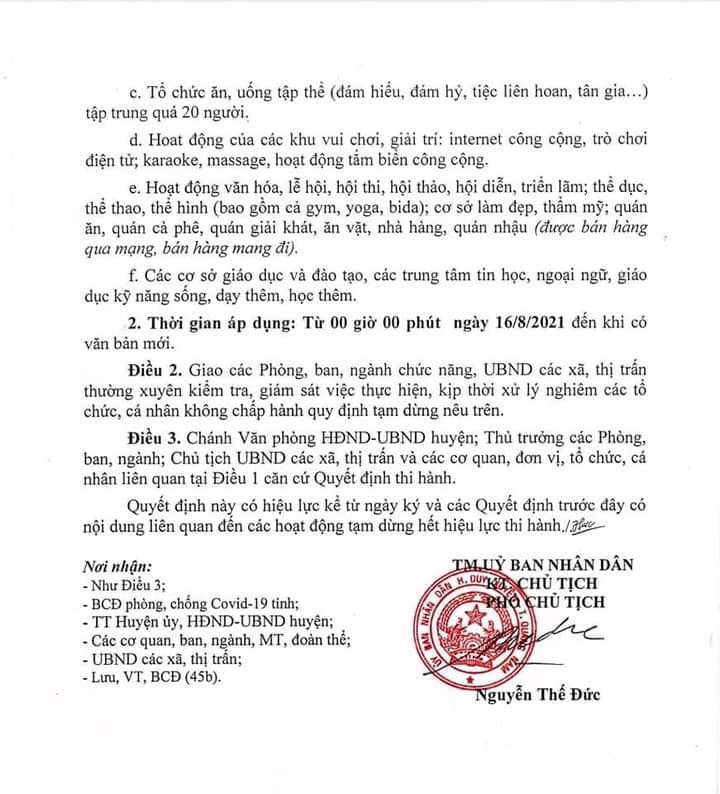 c. Tổ chức ăn, uống tập thể (đám hiếu, đám hỷ, tiệc liên hoan, tân gia…)
tập trung quá 20 người.
d. Hoat động của các khu vui chơi, giải trí: internet công cộng, trò chơi
điện tử; karaoke, massage, hoạt động tắm biển công cộng.
e. Hoạt động văn hóa, lễ hội, hội thi, hội thảo, hội diễn, triển lãm; thể dục,
thể thao, thể hình (bao gồm cả gym, yoga, bida); cơ sở làm đẹp, thẩm mỹ; quán
ăn, quán cà phê, quán giải khát, ăn vặt, nhà hàng, quán nhậu (được bán hàng
qua mạng, bán hàng mang đi).
f. Các cơ sở giáo dục và đào tạo, các trung tâm tin học, ngoại ngữ, giáo
dục kỹ năng sống, dạy thêm, học thêm.
2. Thời gian áp dụng: Từ 00 giờ 00 phút ngày 16/8/2021 đến khi có
văn bản mới.
Điều 2. Giao các Phòng, ban, ngành chức năng, UBND các xã, thị trấn
thường xuyên kiểm tra, giám sát việc thực hiện, kịp thời xử lý nghiêm các tổ
chức, cá nhân không chấp hành quy định tạm dừng nêu trên.
Điều 3. Chánh Văn phòng HĐND-UBND huyện; Thủ trưởng các Phòng,
ban, ngành; Chủ tịch UBND các xã, thị trấn và các cơ quan, đơn vị, tổ chức, cá
nhân liên quan tại Điều 1 căn cứ Quyết định thi hành.
Quyết định này có hiệu lực kể từ ngày ký và các Quyết định trước đây có
nội dung liên quan đến các hoạt động tạm dừng hết hiệu lực thi hành./.
Nơi nhận:
- Như Điều 3;
- BCĐ phòng, chống Covid-19 tỉnh;
- TT Huyện ủy, HĐND-UBND huyện;
- Các cơ quan, ban, ngành, MT, đoàn thể;
- UBND các xã, thị trấn;
- Lưu, VT, BCĐ (45b).
TM.UỶ BAN NHÂN DÂN
KT. CHỦ TỊCH
PHÓ CHỦ TỊCH
ỦY BAN NHÂN DÂN H. DUY XUYÊN T. QUẢNG NAM
Nguyễn Thế Đức